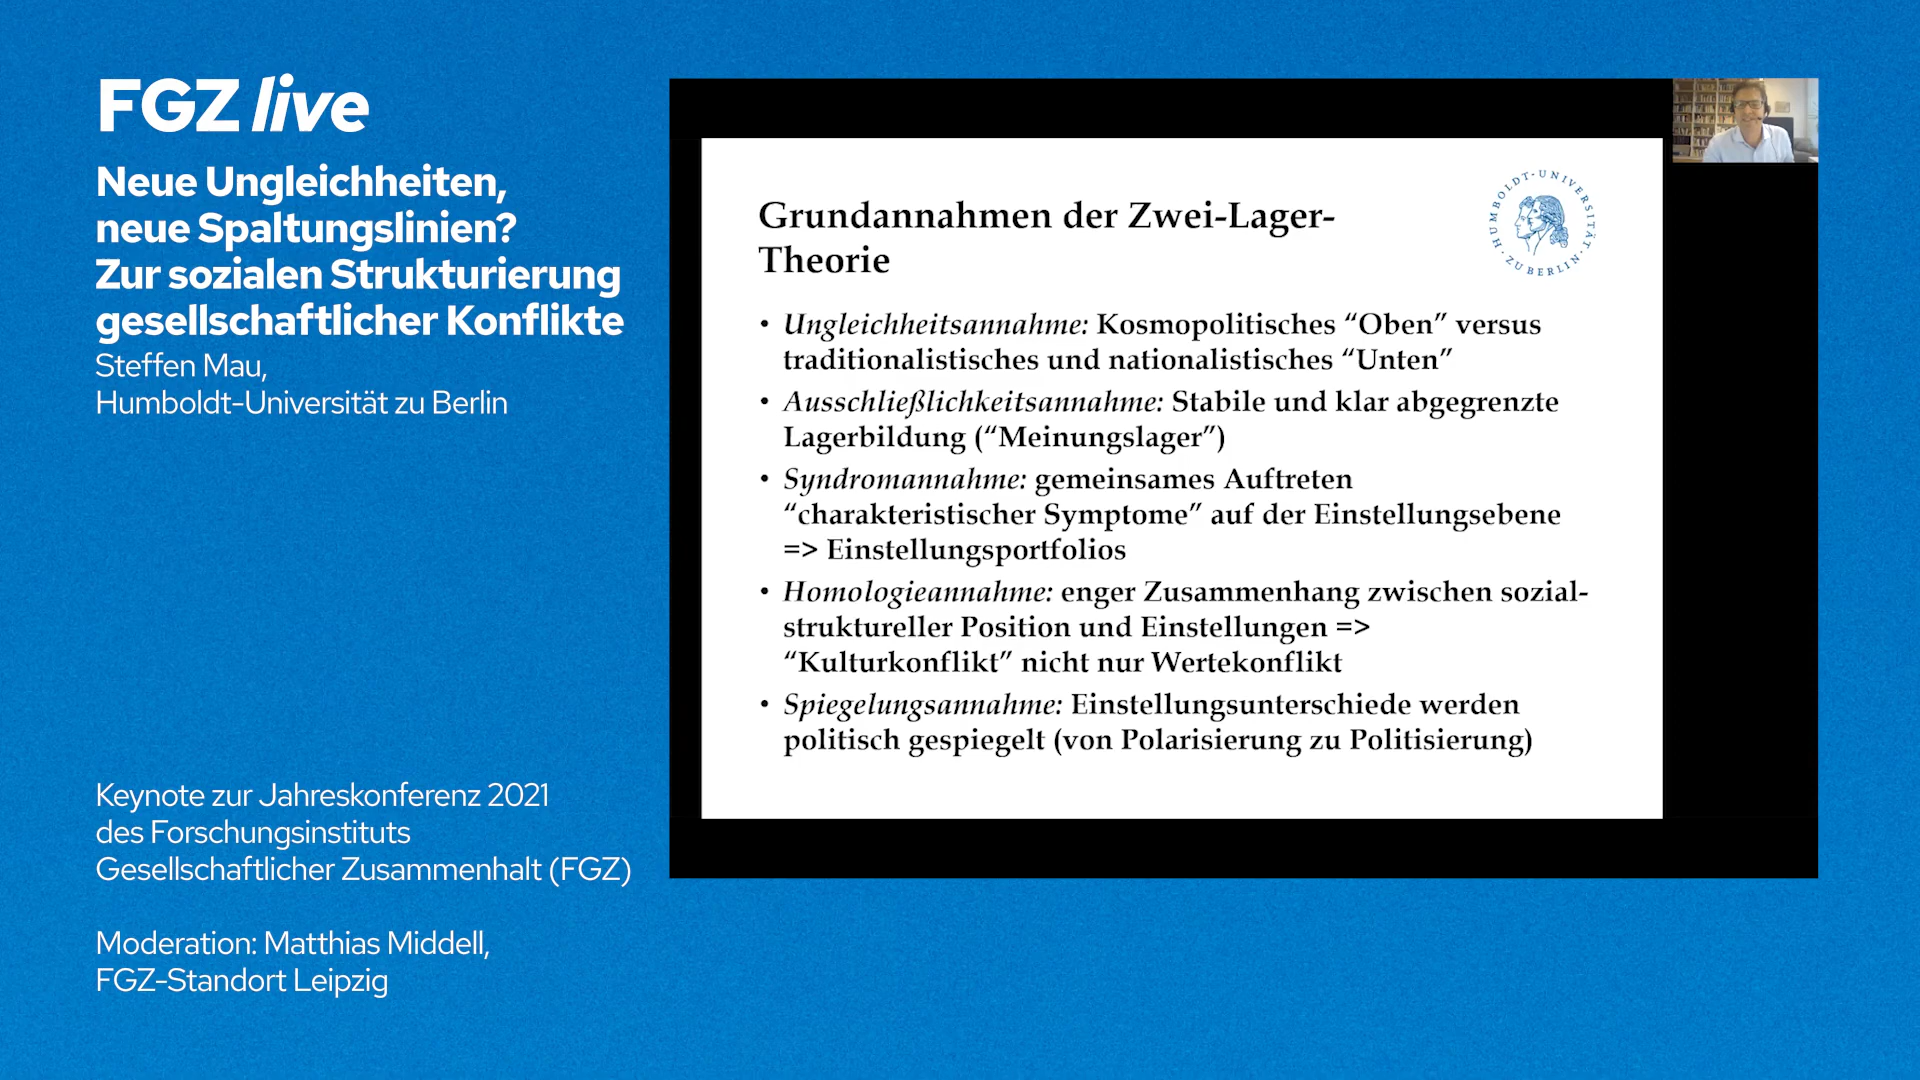 FGZ live
Neue Ungleichheiten,
neue Spaltungslinien?
Zur sozialen Strukturierung
gesellschaftlicher Konflikte
Steffen Mau,
Humboldt-Universität zu Berlin
Keynote zur Jahreskonferenz 2021
des Forschungsinstituts
Gesellschaftlicher Zusammenhalt (FGZ)
Moderation: Matthias Middell,
FGZ-Standort Leipzig
Grundannahmen der Zwei-Lager-
Theorie
HUMBOLDT-UNIVERSITÄT
ZU BERLIN
• Ungleichheitsannahme: Kosmopolitisches “Oben” versus
traditionalistisches und nationalistisches “Unten”
• Ausschließlichkeitsannahme: Stabile und klar abgegrenzte
Lagerbildung (“Meinungslager”)
• Syndromannahme: gemeinsames Auftreten
“charakteristischer Symptome” auf der Einstellungsebene
=> Einstellungsportfolios
• Homologieannahme: enger Zusammenhang zwischen sozial-
struktureller Position und Einstellungen =>
“Kulturkonflikt” nicht nur Wertekonflikt
• Spiegelungsannahme: Einstellungsunterschiede werden
politisch gespiegelt (von Polarisierung zu Politisierung)